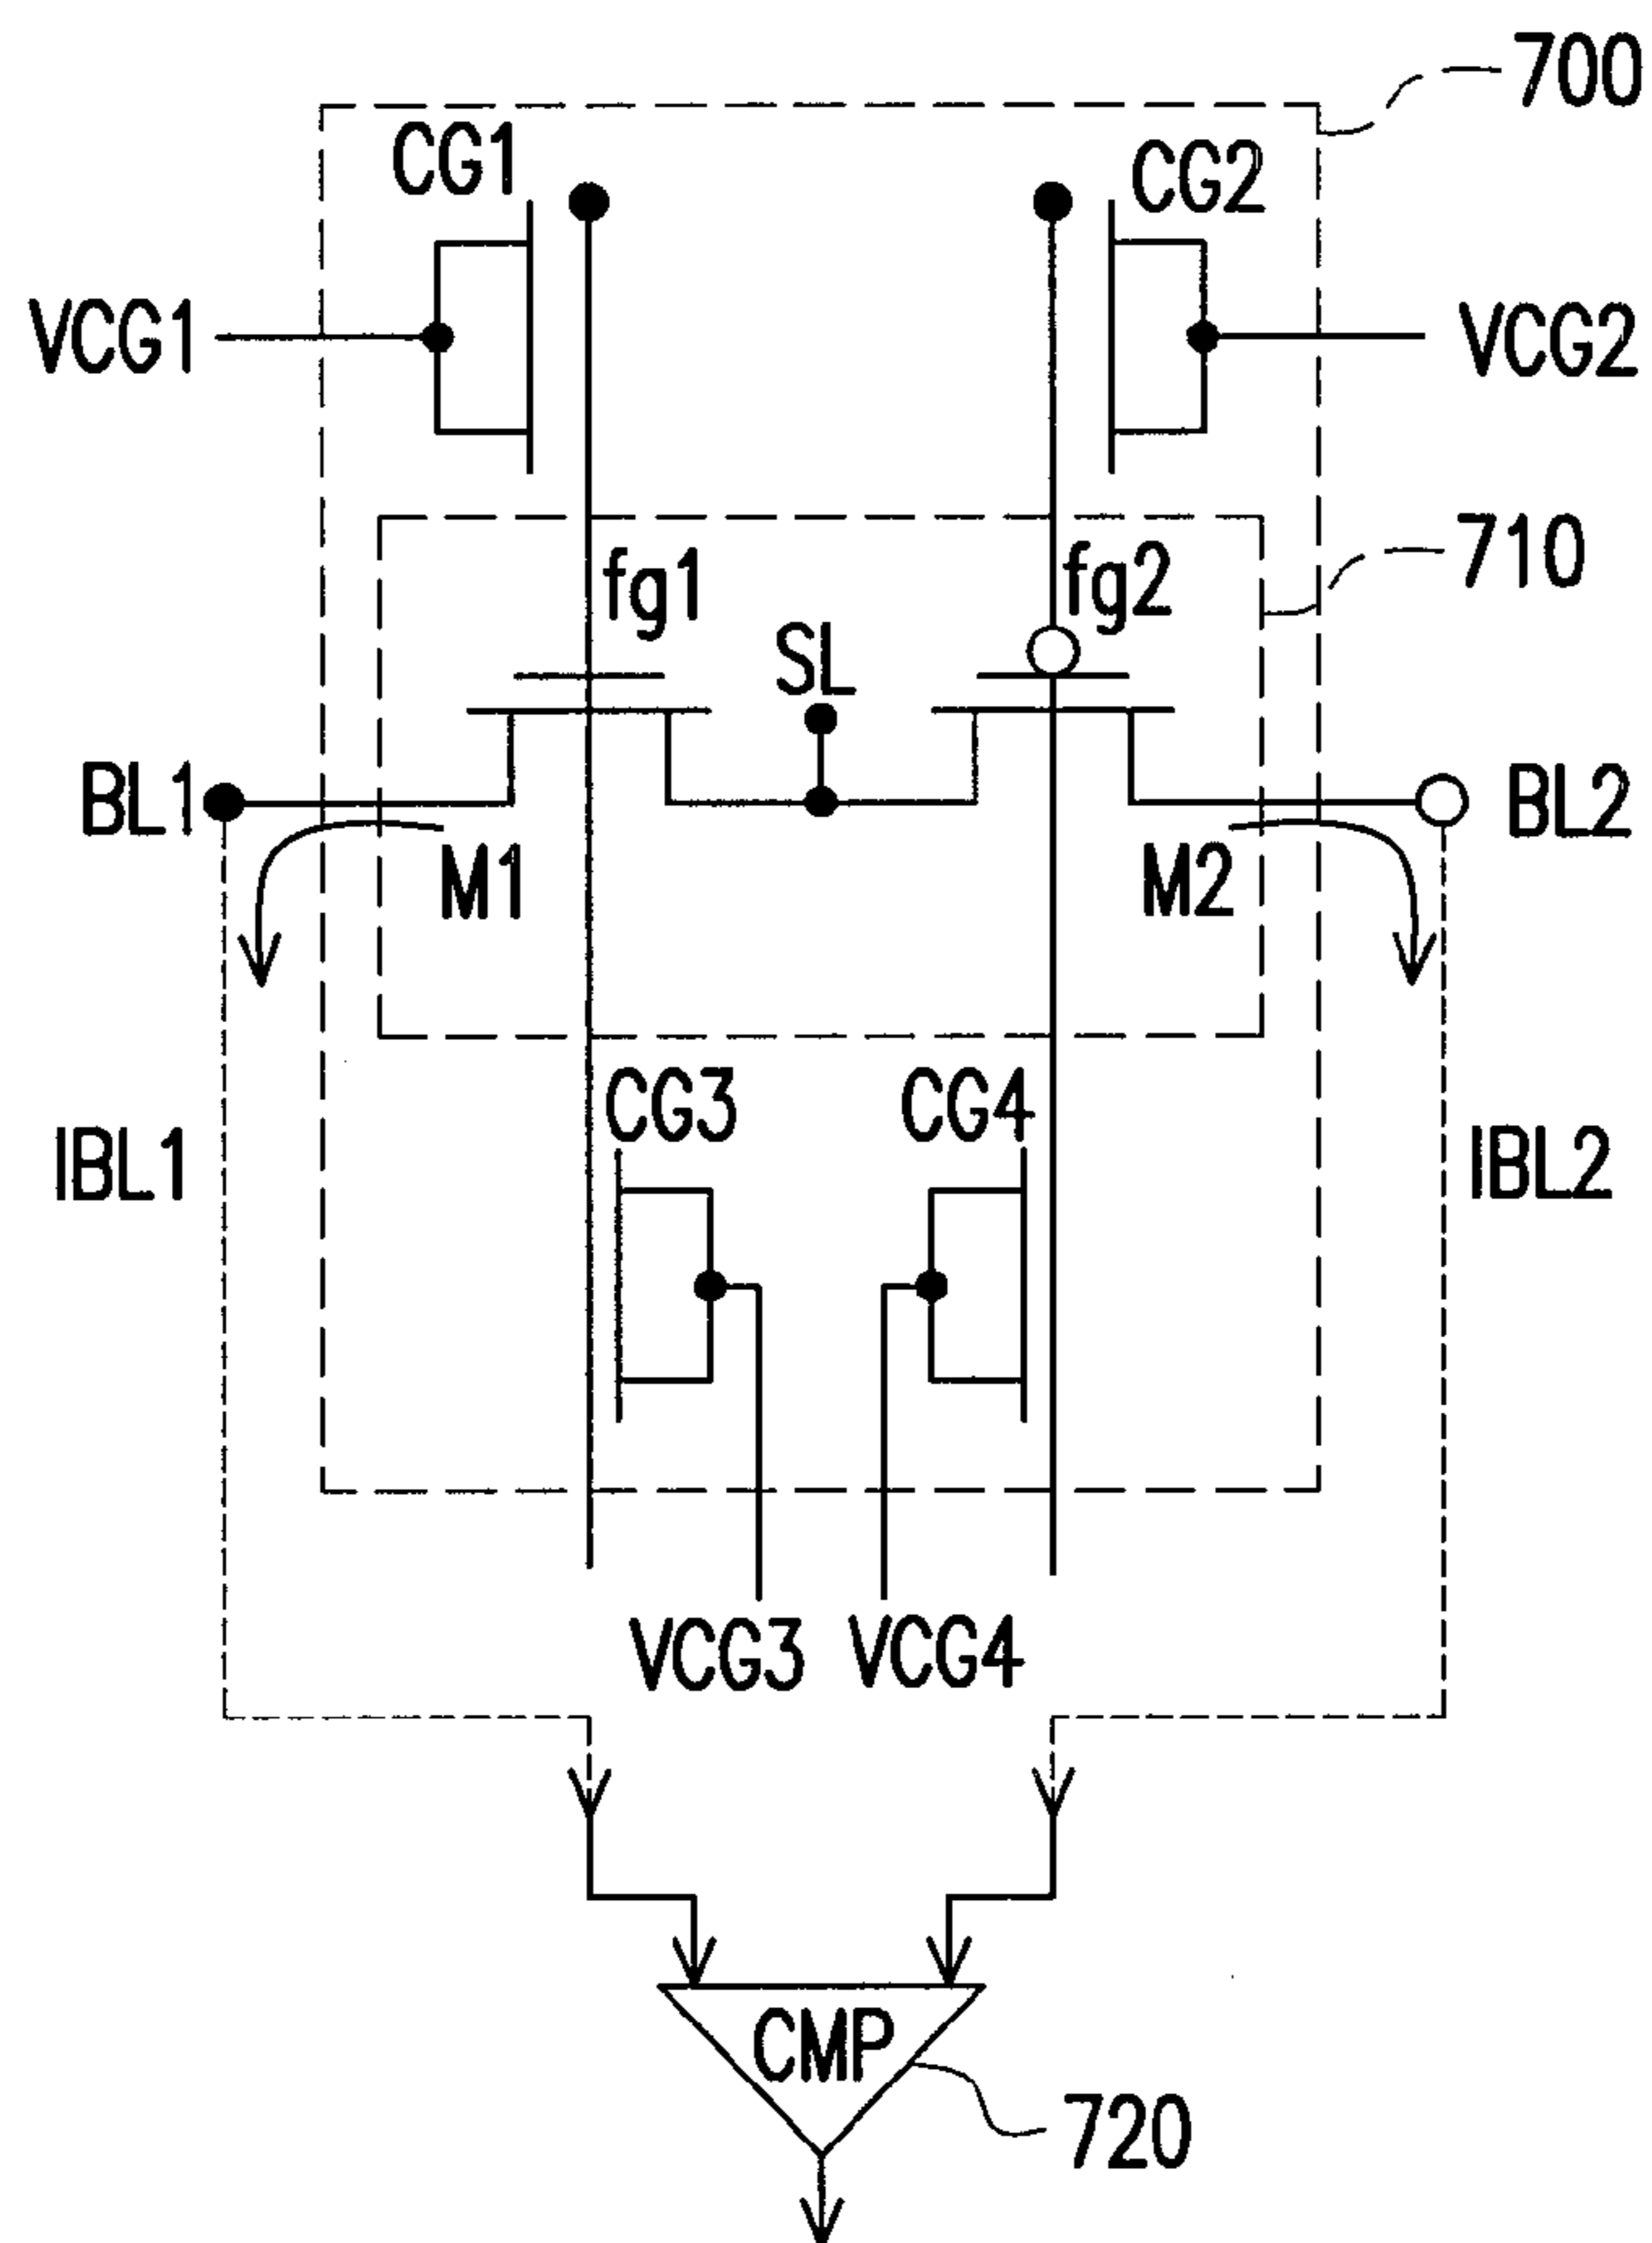 700
CG1
CG2
VCG1
VCG2
710
fg1
fg2
SL
BL1
BL2
M1
M2
CG3
CG4
IBL1
IBL2
VCG3
VCG4
CMP
720